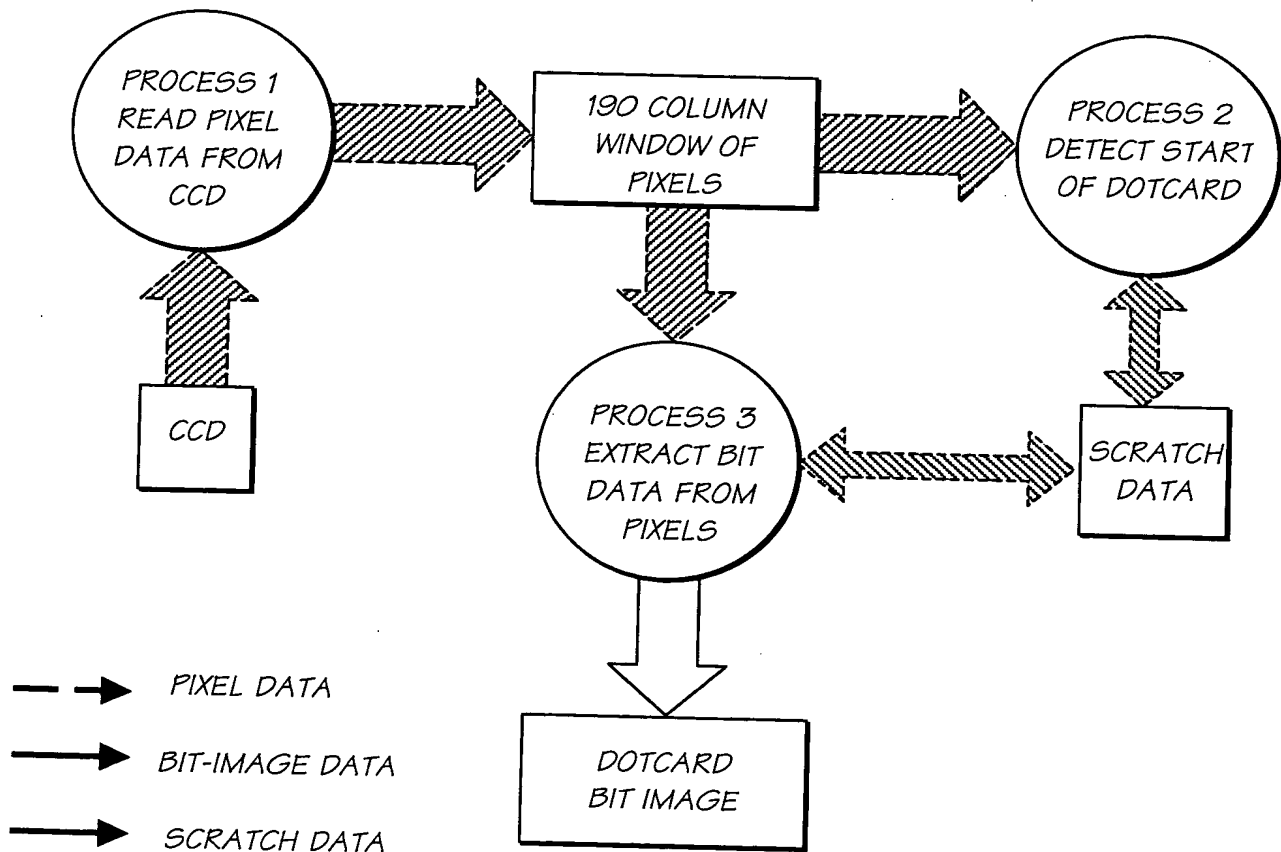 PROCESS 1
READ PIXEL
DATA FROM
CCD
190 COLUMN
WINDOW OF
PIXELS
PROCESS 2
DETECT START
OF DOTCARD
CCD
PROCESS 3
EXTRACT BIT
DATA FROM
PIXELS
SCRATCH
DATA
DOTCARD
BIT IMAGE
PIXEL DATA
BIT-IMAGE DATA
SCRATCH DATA